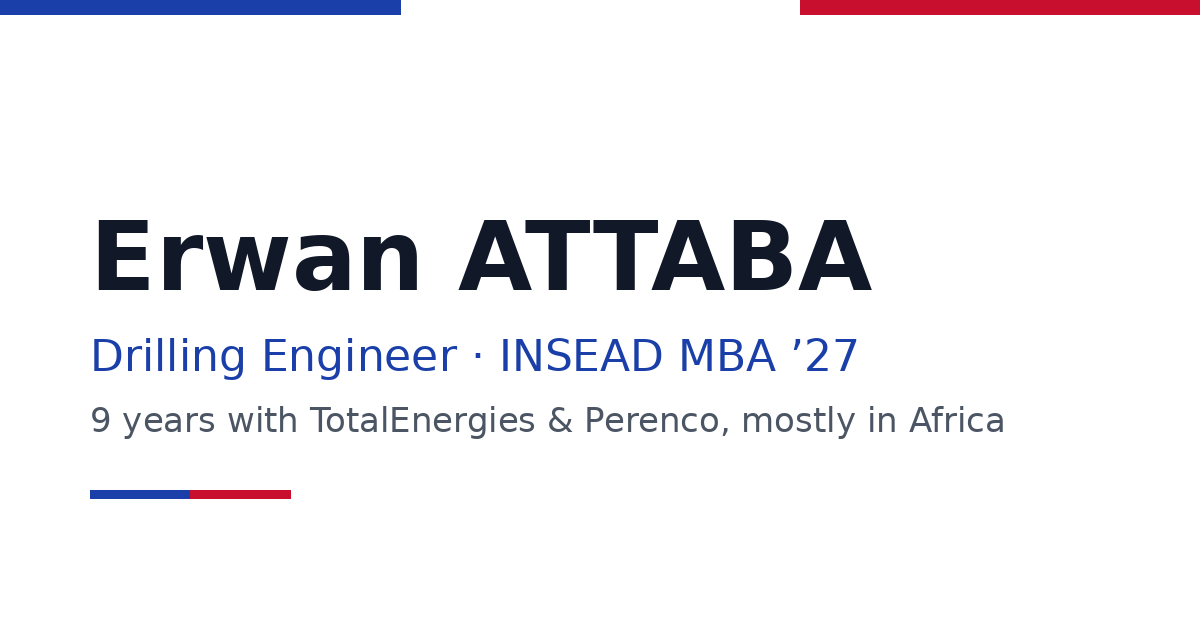 Erwan ATTABA
Drilling Engineer · INSEAD MBA ’27
9 years with TotalEnergies & Perenco, mostly in Africa